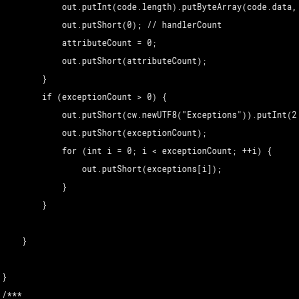 out.putInt(code.length).putByteArray(code.data,
out.putShort(0); // handlerCount
attributeCount = 0;
out.putShort(attributeCount);
}
if (exceptionCount > 0) {
out.putShort(cw.newUTF8("Exceptions")).putInt(2
out.putShort(exceptionCount);
for (int i = 0; i < exceptionCount; ++i) {
out.putShort(exceptions[i]);
}
}
}
}
/***